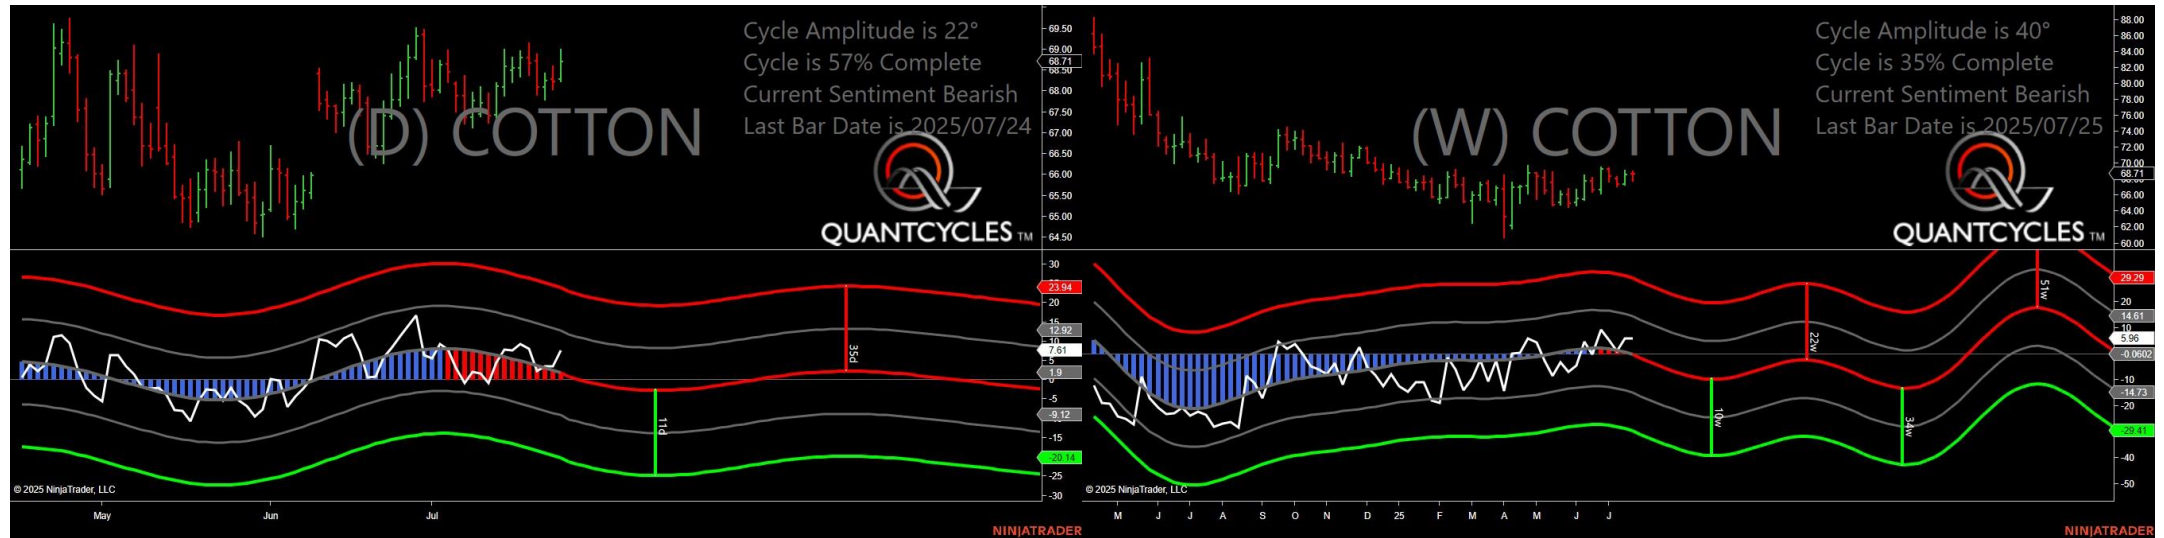 Cycle Amplitude is 22°
Cycle is 57% Complete
Current Sentiment Bearish
Last Bar Date is 2025/07/24
(D) COTTON
QUANTCYCLES TM
69.50
69.00
68.71
68.50
68.00
67.50
67.00
66.50
66.00
65.50
65.00
64.50
30
23.94
20
15
12.92
10
7.61
5
1.9
0
-5
-9.12
-15
-20.14
-25
-30
35d
11d
© 2025 NinjaTrader, LLC
May Jun Jul
NINJATRADER
Cycle Amplitude is 40°
Cycle is 35% Complete
Current Sentiment Bearish
Last Bar Date is 2025/07/25
(W) COTTON
QUANTCYCLES TM
88.00
86.00
84.00
82.00
80.00
78.00
76.00
74.00
72.00
70.00
68.71
66.00
64.00
62.00
60.00
29.29
20
14.61
10
5.96
-0.0602
-10
-14.73
-20
-29.41
-40
-50
51w
22w
10w
34w
© 2025 NinjaTrader, LLC
M J J A S O N D 25 F M A M J J
NINJATRADER